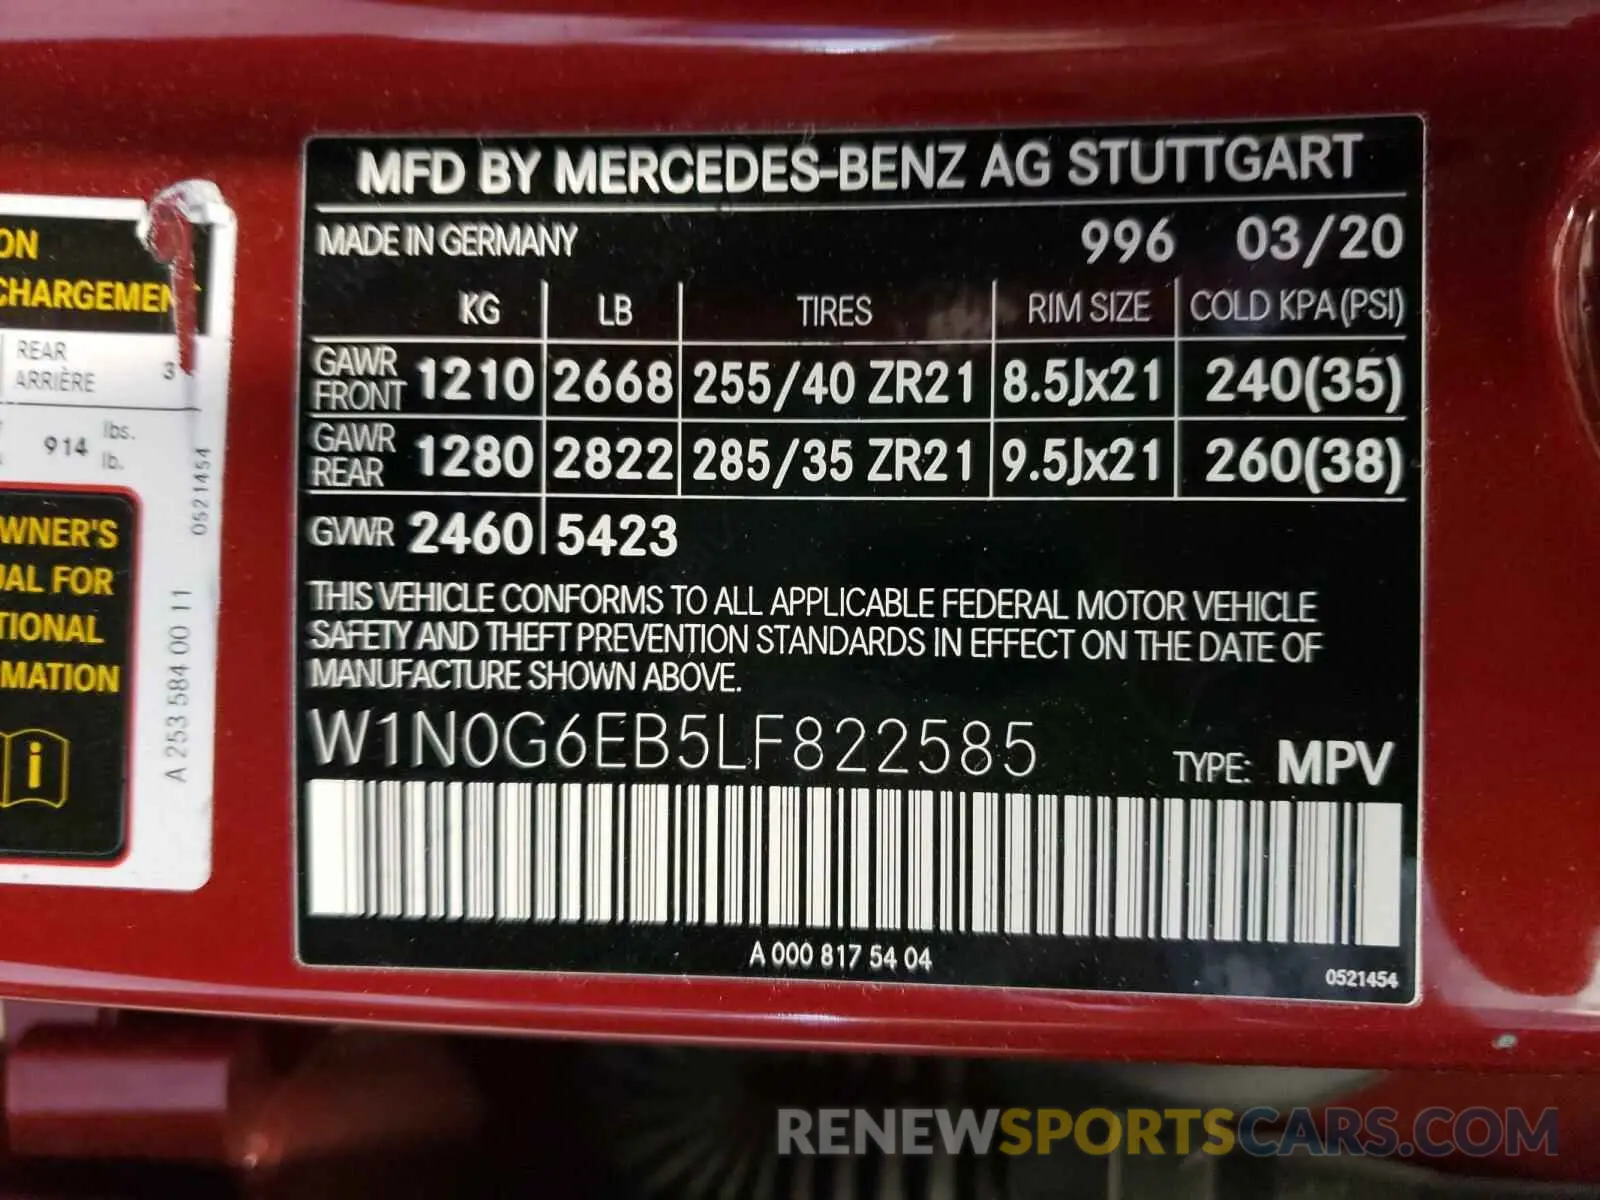 MFD BY MERCEDES-BENZ AG STUTTGART
MADE IN GERMANY 996 03/20
KG LB TIRES RIM SIZE COLD KPA (PSI)
GAWR FRONT 1210 2668 255/40 ZR21 8.5Jx21 240(35)
GAWR REAR 1280 2822 285/35 ZR21 9.5Jx21 260(38)
GVWR 2460 5423
THIS VEHICLE CONFORMS TO ALL APPLICABLE FEDERAL MOTOR VEHICLE
SAFETY AND THEFT PREVENTION STANDARDS IN EFFECT ON THE DATE OF
MANUFACTURE SHOWN ABOVE.
W1N0G6EB5LF822585 TYPE: MPV
A 000 817 54 04
0521454
ON
CHARGEMENT
REAR 3
ARRIÈRE
914 lbs.
lb.
0521454
WNER'S
JAL FOR
TIONAL
MATION
i
A 253 584 00 11
RENEWSPORTSCARS.COM